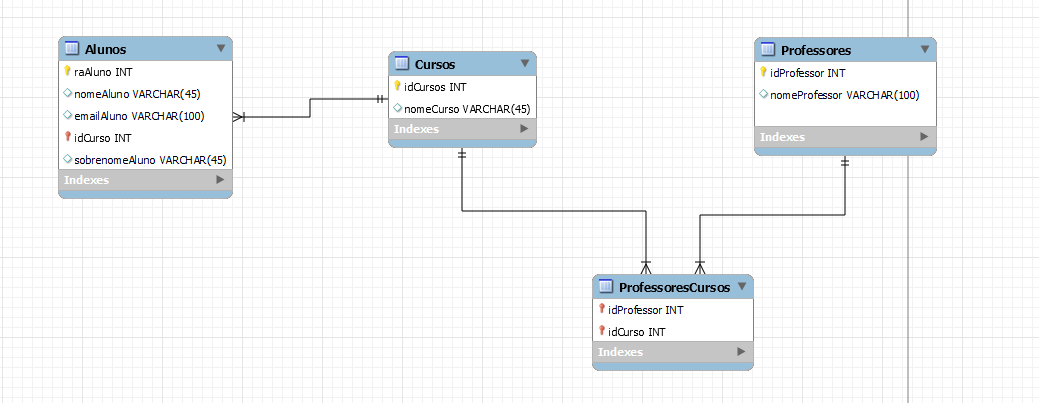 Alunos
raAluno INT
nomeAluno VARCHAR(45)
emailAluno VARCHAR(100)
idCurso INT
sobrenomeAluno VARCHAR(45)
Indexes
Cursos
idCursos INT
nomeCurso VARCHAR(45)
Indexes
Professores
idProfessor INT
nomeProfessor VARCHAR(100)
Indexes
ProfessoresCursos
idProfessor INT
idCurso INT
Indexes